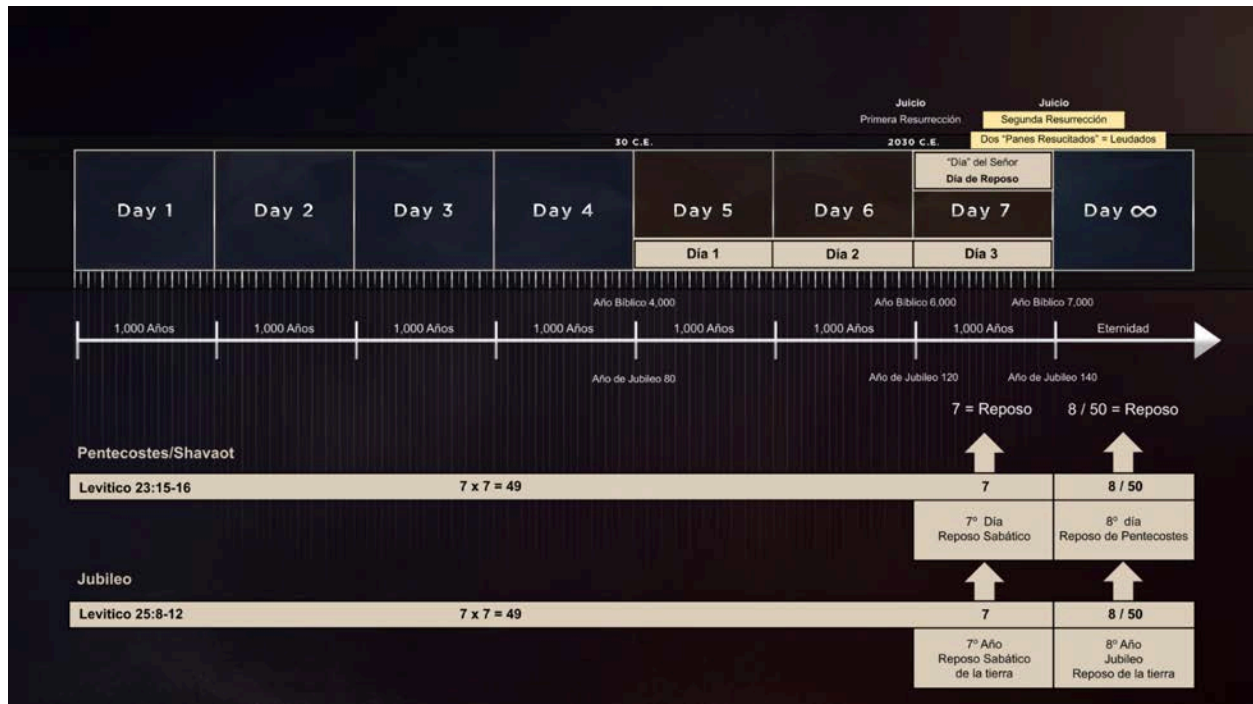 Juicio Juicio
Primera Resurrección Segunda Resurrección
30 C.E. 2030 C.E. Dos "Panes Resucitados" = Leudados
"Dia" del Señor
Día de Reposo
Day 1 Day 2 Day 3 Day 4 Day 5 Day 6 Day 7 Day ∞
Día 1 Día 2 Día 3
Año Bíblico 4,000 Año Bíblico 6,000 Año Bíblico 7,000
1,000 Años 1,000 Años 1,000 Años 1,000 Años 1,000 Años 1,000 Años 1,000 Años Eternidad
Año de Jubileo 80 Año de Jubileo 120 Año de Jubileo 140
7 = Reposo 8 / 50 = Reposo
Pentecostes/Shavaot
Levitico 23:15-16 7 x 7 = 49 7 8 / 50
7º Día 8º día
Reposo Sabático Reposo de Pentecostes
Jubileo
Levitico 25:8-12 7 x 7 = 49 7 8 / 50
7º Año 8º Año
Reposo Sabático Jubileo
de la tierra Reposo de la tierra